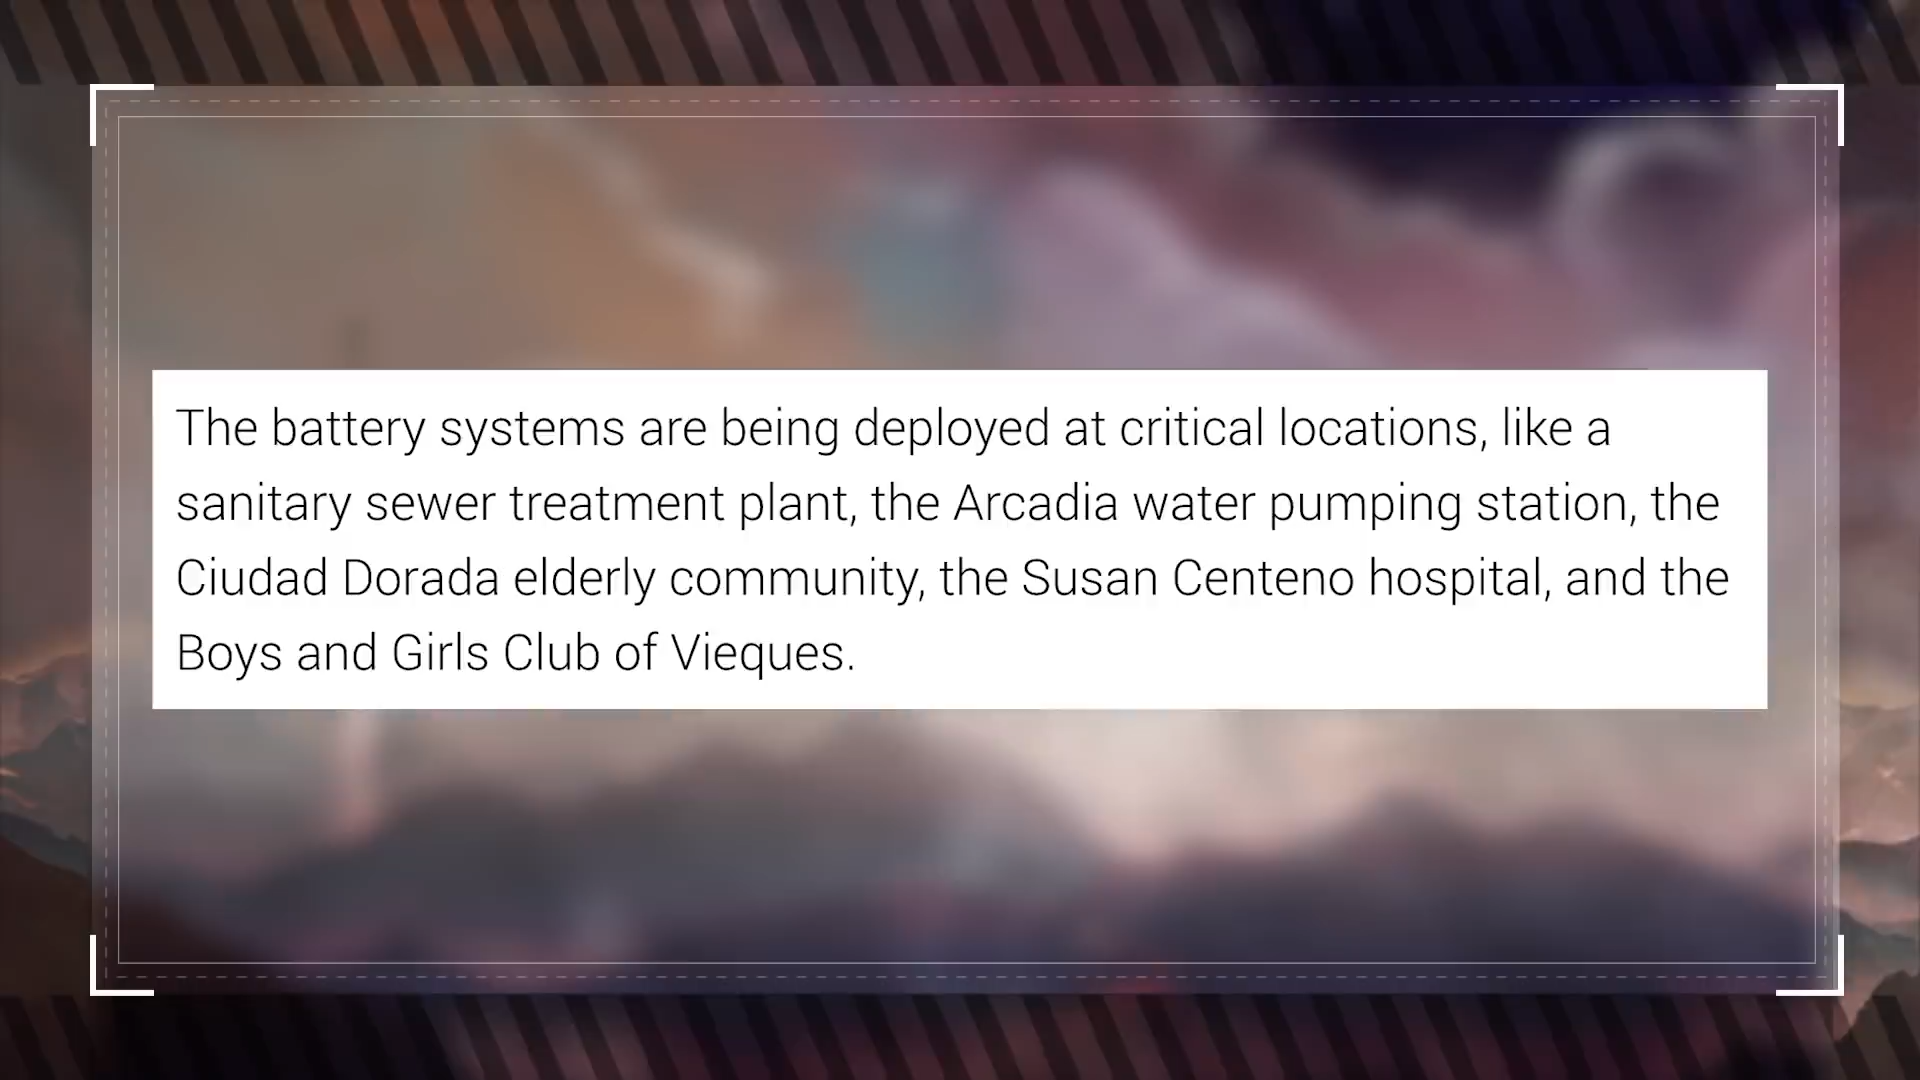 The battery systems are being deployed at critical locations, like a
sanitary sewer treatment plant, the Arcadia water pumping station, the
Ciudad Dorada elderly community, the Susan Centeno hospital, and the
Boys and Girls Club of Vieques.